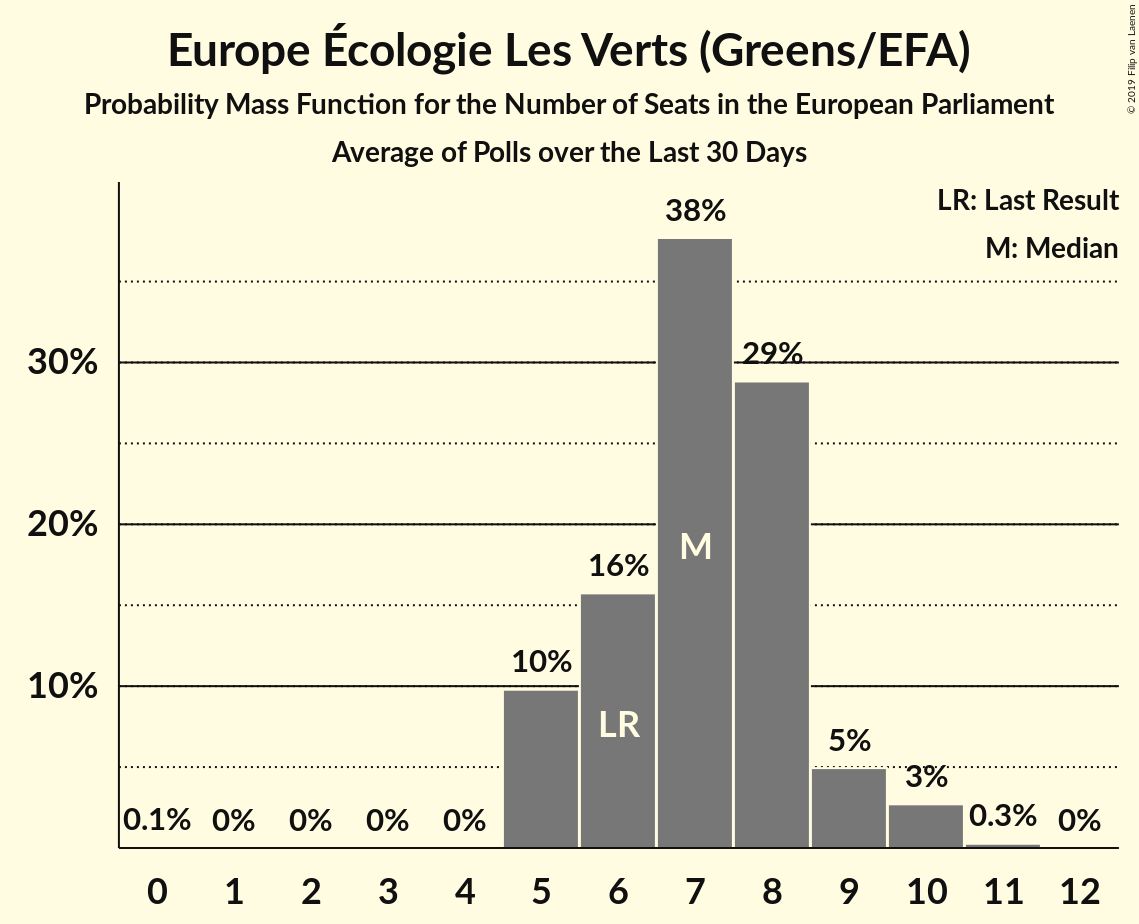 Europe Écologie Les Verts (Greens/EFA)
Probability Mass Function for the Number of Seats in the European Parliament
Average of Polls over the Last 30 Days
© 2019 Filip van Laenen
LR: Last Result
M: Median
38%
30%
29%
20%
M
16%
10%
10%
LR
5%
3%
0.1% 0% 0% 0% 0% 0.3% 0%
0 1 2 3 4 5 6 7 8 9 10 11 12